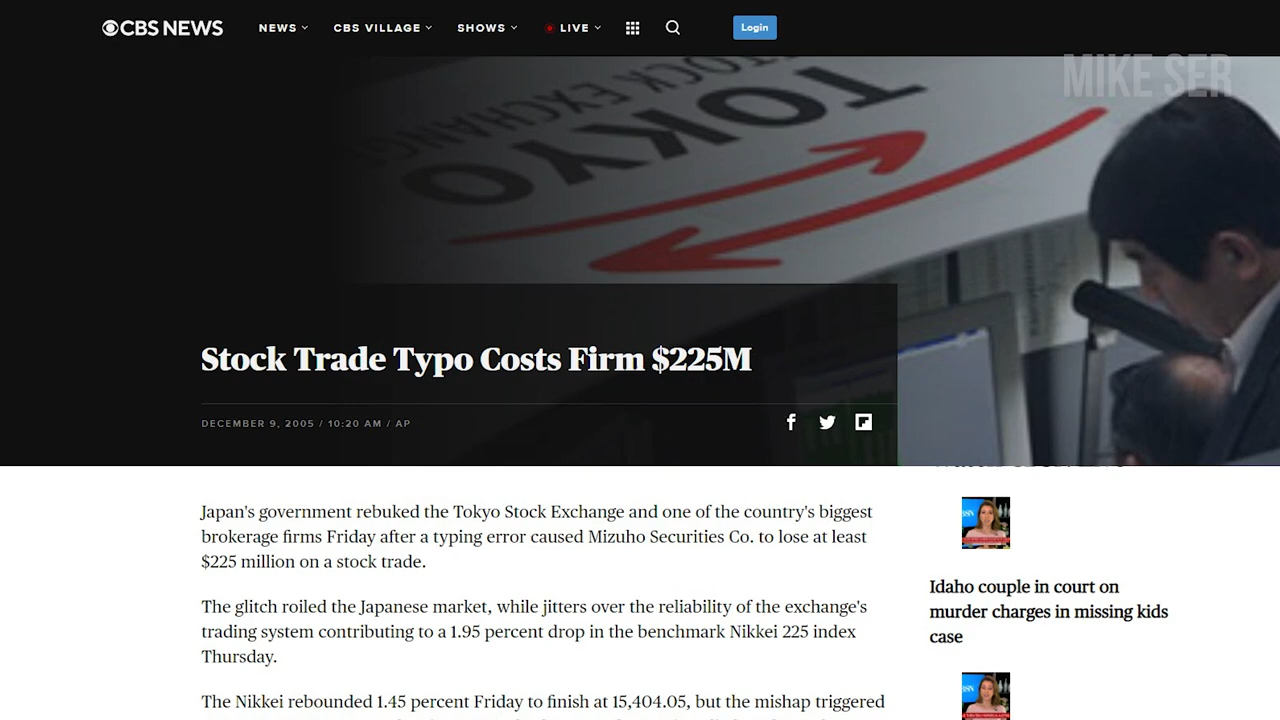 CBS NEWS
NEWS
CBS VILLAGE
SHOWS
LIVE
Login
MIKE SER
STOCK EXCHANGE
TOKYO
Stock Trade Typo Costs Firm $225M
DECEMBER 9, 2005 / 10:20 AM / AP
Japan's government rebuked the Tokyo Stock Exchange and one of the country's biggest
brokerage firms Friday after a typing error caused Mizuho Securities Co. to lose at least
$225 million on a stock trade.
The glitch roiled the Japanese market, while jitters over the reliability of the exchange's
trading system contributing to a 1.95 percent drop in the benchmark Nikkei 225 index
Thursday.
The Nikkei rebounded 1.45 percent Friday to finish at 15,404.05, but the mishap triggered
Idaho couple in court on
murder charges in missing kids
case